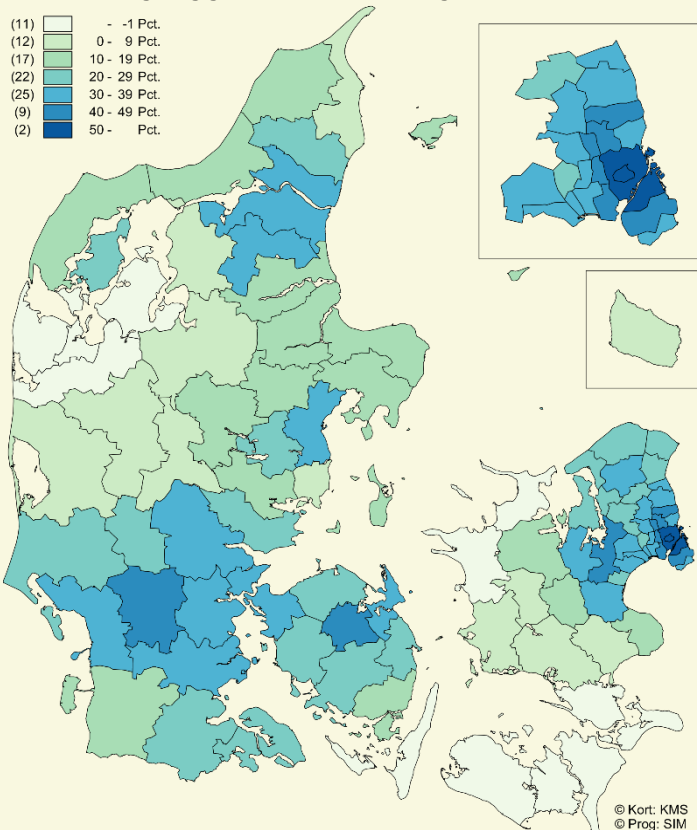 (11) - -1 Pct.
(12) 0 - 9 Pct.
(17) 10 - 19 Pct.
(22) 20 - 29 Pct.
(25) 30 - 39 Pct.
(9) 40 - 49 Pct.
(2) 50 - Pct.
© Kort: KMS
© Prog: SIM